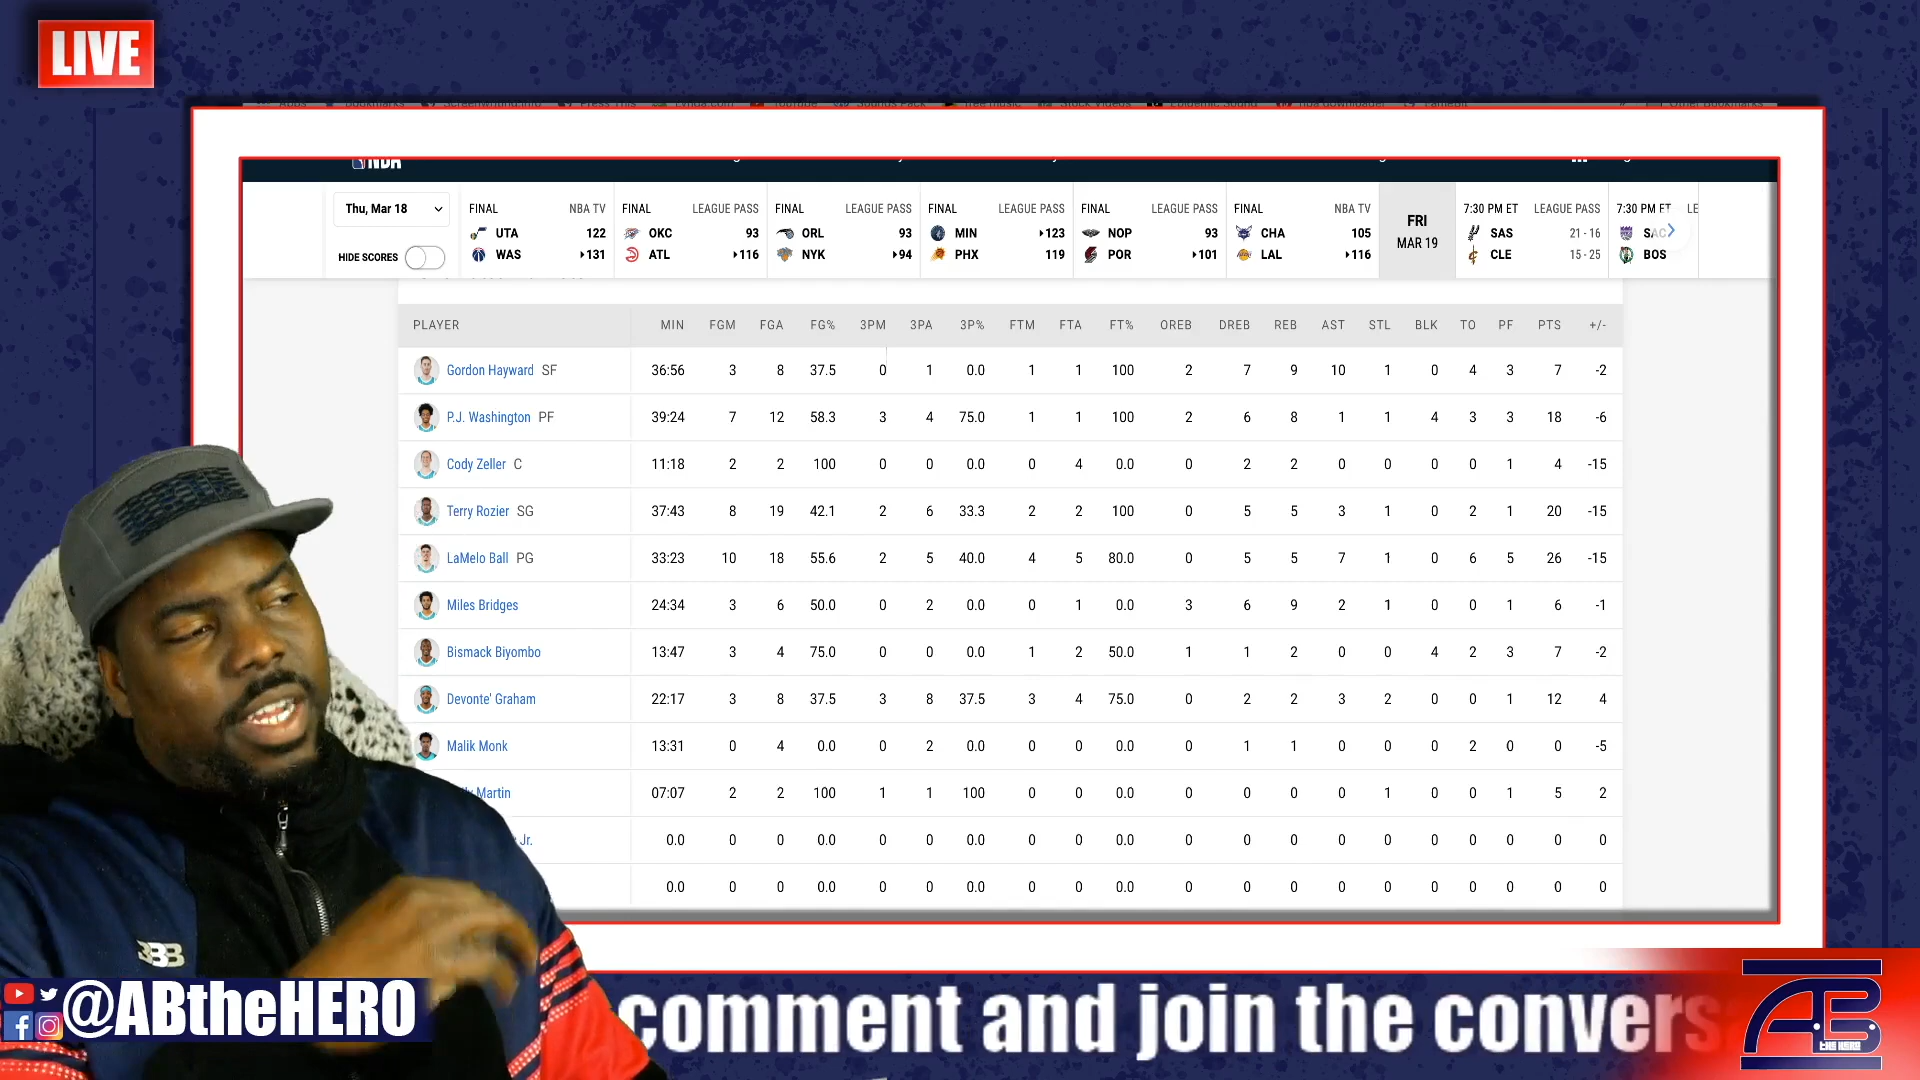 LIVE
NBA
Thu, Mar 18
HIDE SCORES
FINAL NBA TV
UTA 122
WAS 131
FINAL LEAGUE PASS
OKC 93
ATL 116
FINAL LEAGUE PASS
ORL 93
NYK 94
FINAL LEAGUE PASS
MIN 123
PHX 119
FINAL LEAGUE PASS
NOP 93
POR 101
FINAL NBA TV
CHA 105
LAL 116
FRI
MAR 19
7:30 PM ET LEAGUE PASS
SAS 21 - 16
CLE 15 - 25
7:30 PM ET LE
SAC
BOS
PLAYER MIN FGM FGA FG% 3PM 3PA 3P% FTM FTA FT% OREB DREB REB AST STL BLK TO PF PTS +/-
Gordon Hayward SF 36:56 3 8 37.5 0 1 0.0 1 1 100 2 7 9 10 1 0 4 3 7 -2
P.J. Washington PF 39:24 7 12 58.3 3 4 75.0 1 1 100 2 6 8 1 1 4 3 3 18 -6
Cody Zeller C 11:18 2 2 100 0 0 0.0 0 4 0.0 0 2 2 0 0 0 0 1 4 -15
Terry Rozier SG 37:43 8 19 42.1 2 6 33.3 2 2 100 0 5 5 3 1 0 2 1 20 -15
LaMelo Ball PG 33:23 10 18 55.6 2 5 40.0 4 5 80.0 0 5 5 7 1 0 6 5 26 -15
Miles Bridges 24:34 3 6 50.0 0 2 0.0 0 1 0.0 3 6 9 2 1 0 0 1 6 -1
Bismack Biyombo 13:47 3 4 75.0 0 0 0.0 1 2 50.0 1 1 2 0 0 4 2 3 7 -2
Devonte' Graham 22:17 3 8 37.5 3 8 37.5 3 4 75.0 0 2 2 3 2 0 0 1 12 4
Malik Monk 13:31 0 4 0.0 0 2 0.0 0 0 0.0 0 1 1 0 0 0 2 0 0 -5
Martin 07:07 2 2 100 1 1 100 0 0 0.0 0 0 0 0 1 0 0 1 5 2
Jr. 0.0 0 0 0.0 0 0 0.0 0 0 0.0 0 0 0 0 0 0 0 0 0 0
0.0 0 0 0.0 0 0 0.0 0 0 0.0 0 0 0 0 0 0 0 0 0 0
BBB
@ABtheHERO
comment and join the convers
AB
THE HERO